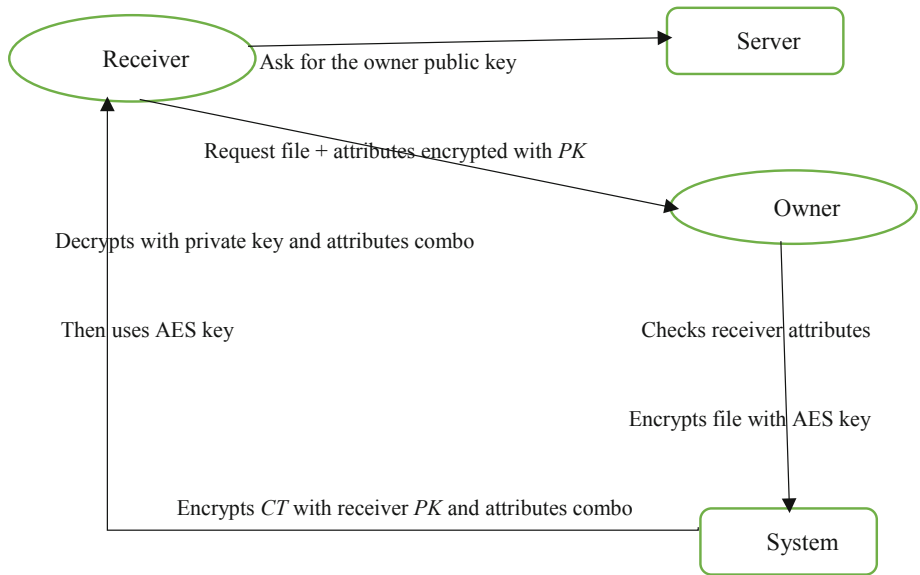 Receiver
Server
Ask for the owner public key
Request file + attributes encrypted with PK
Owner
Decrypts with private key and attributes combo
Then uses AES key
Checks receiver attributes
Encrypts file with AES key
Encrypts CT with receiver PK and attributes combo
System